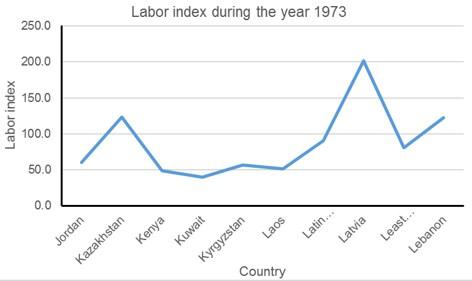 Labor index during the year 1973
250.0
200.0
150.0
100.0
50.0
0.0
Labor index
Jordan
Kazakhstan
Kenya
Kuwait
Kyrgyzstan
Laos
Latin...
Latvia
Least...
Lebanon
Country